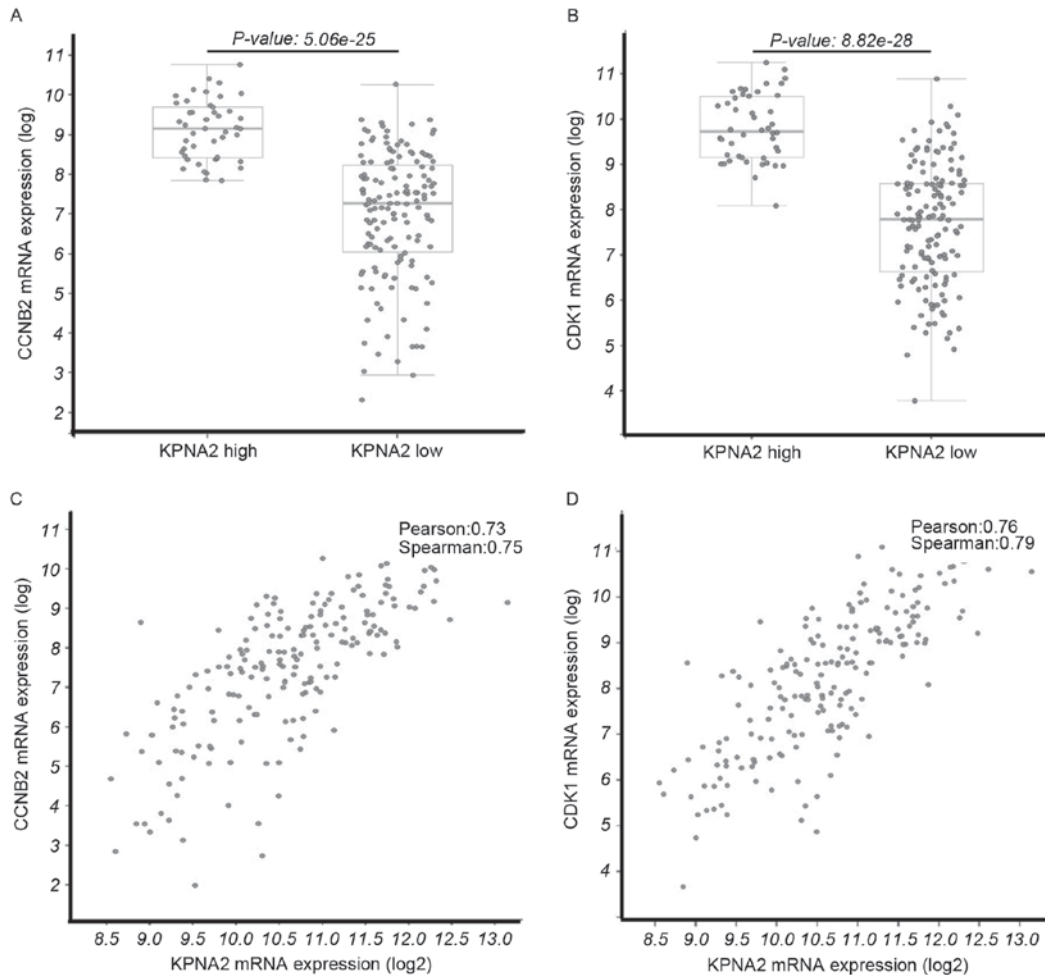 A
P-value: 5.06e-25
CCNB2 mRNA expression (log)
11
10
9
8
7
6
5
4
3
2
KPNA2 high
KPNA2 low
B
P-value: 8.82e-28
CDK1 mRNA expression (log)
11
10
9
8
7
6
5
4
KPNA2 high
KPNA2 low
C
Pearson:0.73
Spearman:0.75
CCNB2 mRNA expression (log)
11
10
9
8
7
6
5
4
3
2
8.5 9.0 9.5 10.0 10.5 11.0 11.5 12.0 12.5 13.0
KPNA2 mRNA expression (log2)
D
Pearson:0.76
Spearman:0.79
CDK1 mRNA expression (log)
11
10
9
8
7
6
5
4
8.5 9.0 9.5 10.0 10.5 11.0 11.5 12.0 12.5 13.0
KPNA2 mRNA expression (log2)